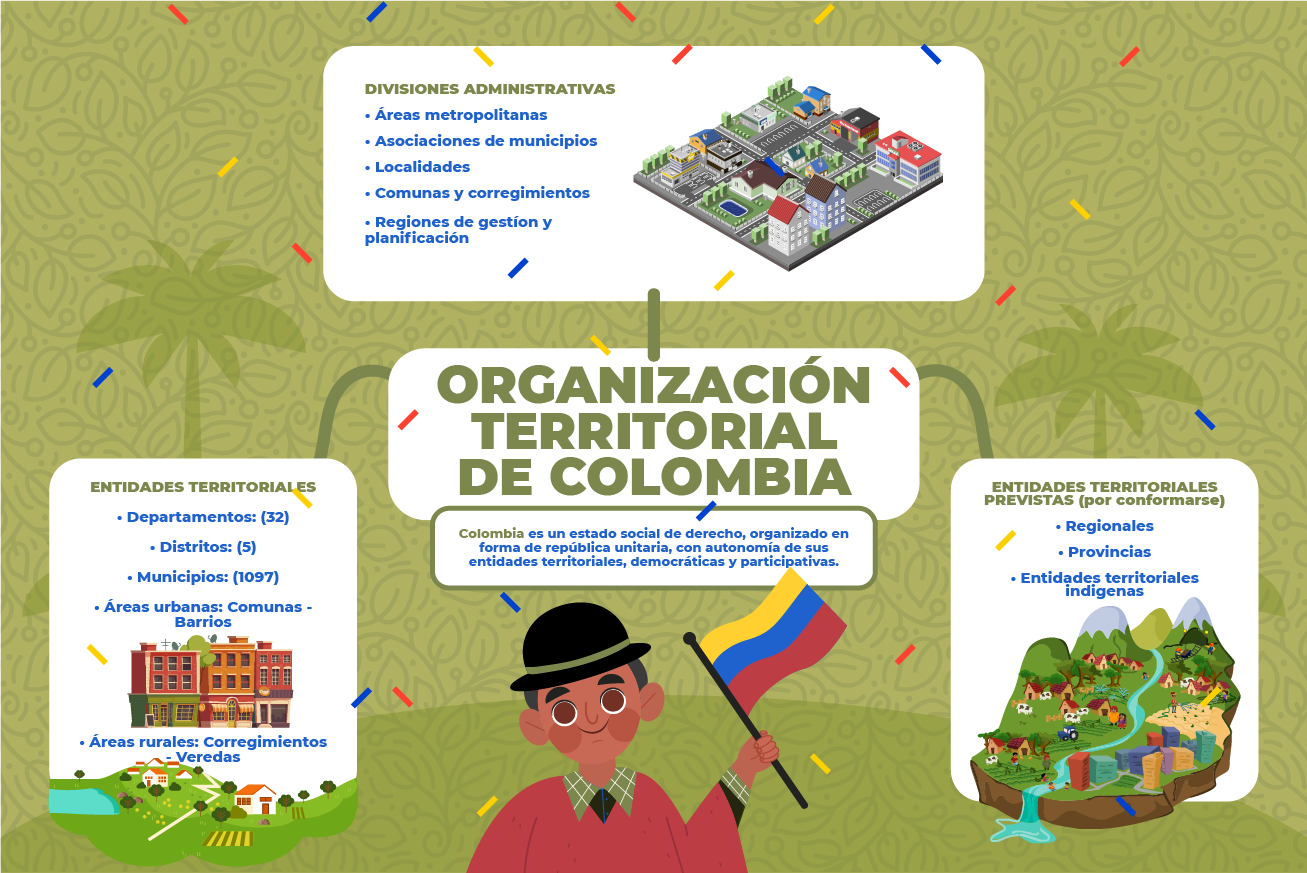 DIVISIONES ADMINISTRATIVAS
• Áreas metropolitanas
• Asociaciones de municipios
• Localidades
• Comunas y corregimientos
• Regiones de gestíon y
planificación
ORGANIZACIÓN
TERRITORIAL
DE COLOMBIA
Colombia es un estado social de derecho, organizado en
forma de república unitaria, con autonomía de sus
entidades territoriales, democráticas y participativas.
ENTIDADES TERRITORIALES
• Departamentos: (32)
• Distritos: (5)
• Municipios: (1097)
• Áreas urbanas: Comunas -
Barrios
• Áreas rurales: Corregimientos
- Veredas
ENTIDADES TERRITORIALES
PREVISTAS (por conformarse)
• Regionales
• Provincias
• Entidades territoriales
indigenas